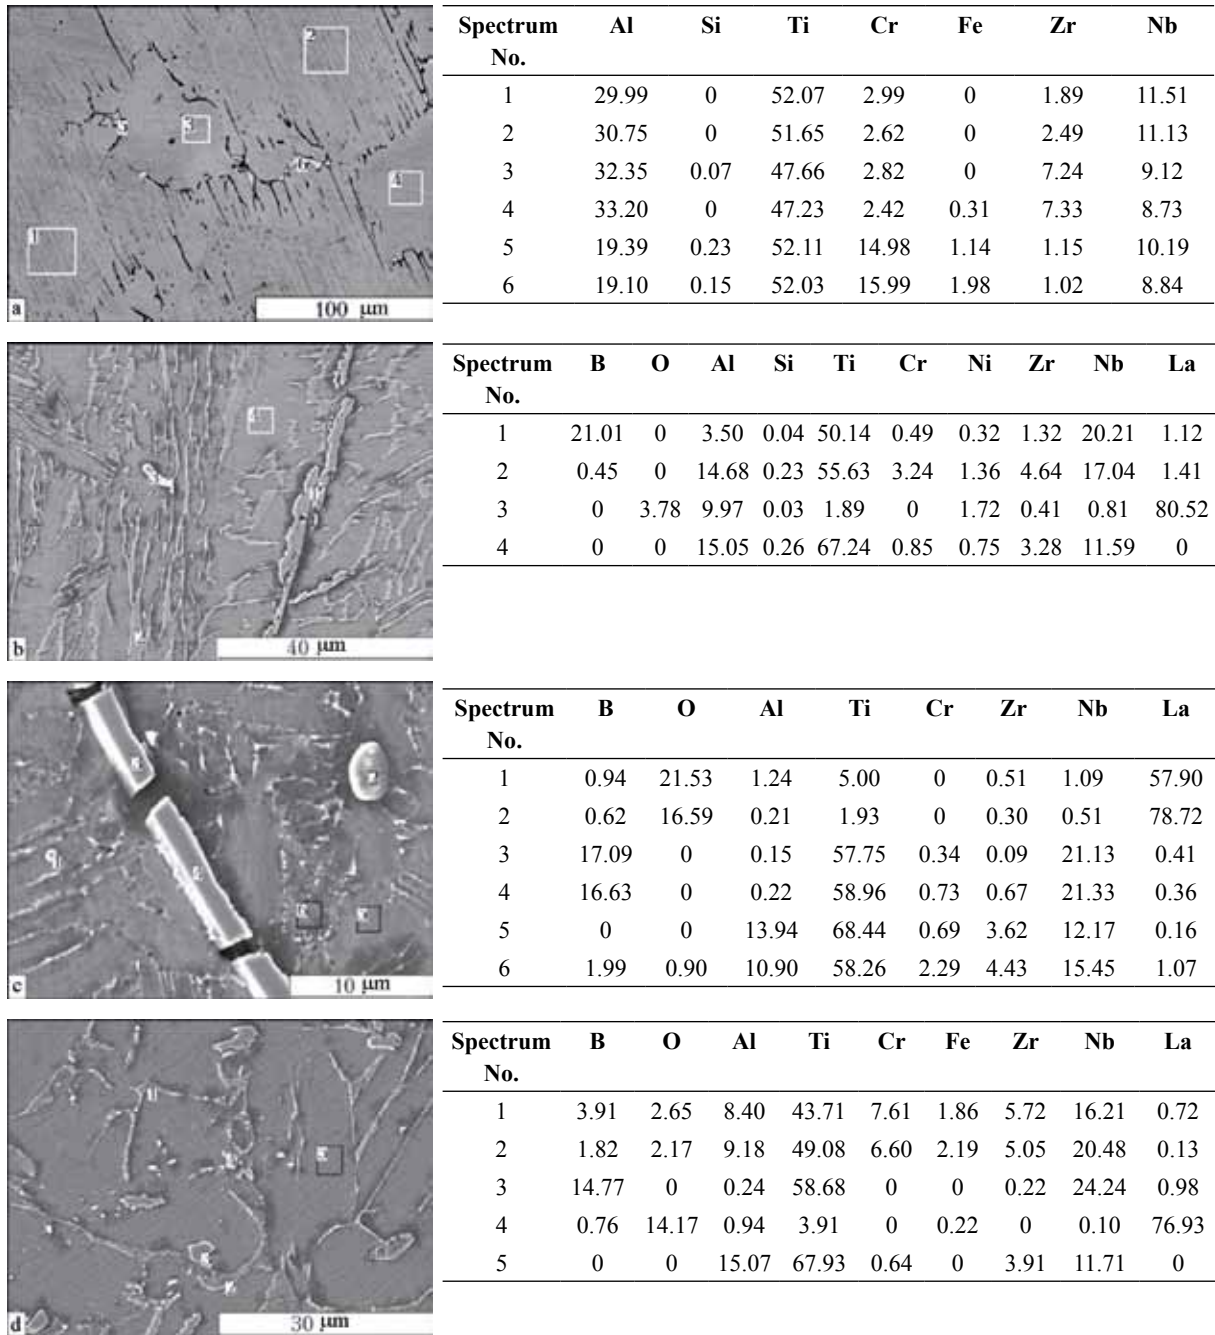 Spectrum No. Al Si Ti Cr Fe Zr Nb
1 29.99 0 52.07 2.99 0 1.89 11.51
2 30.75 0 51.65 2.62 0 2.49 11.13
3 32.35 0.07 47.66 2.82 0 7.24 9.12
4 33.20 0 47.23 2.42 0.31 7.33 8.73
5 19.39 0.23 52.11 14.98 1.14 1.15 10.19
6 19.10 0.15 52.03 15.99 1.98 1.02 8.84
2
3
4
1
a 100 µm
Spectrum No. B O Al Si Ti Cr Ni Zr Nb La
1 21.01 0 3.50 0.04 50.14 0.49 0.32 1.32 20.21 1.12
2 0.45 0 14.68 0.23 55.63 3.24 1.36 4.64 17.04 1.41
3 0 3.78 9.97 0.03 1.89 0 1.72 0.41 0.81 80.52
4 0 0 15.05 0.26 67.24 0.85 0.75 3.28 11.59 0
b 40 µm
Spectrum No. B O Al Ti Cr Zr Nb La
1 0.94 21.53 1.24 5.00 0 0.51 1.09 57.90
2 0.62 16.59 0.21 1.93 0 0.30 0.51 78.72
3 17.09 0 0.15 57.75 0.34 0.09 21.13 0.41
4 16.63 0 0.22 58.96 0.73 0.67 21.33 0.36
5 0 0 13.94 68.44 0.69 3.62 12.17 0.16
6 1.99 0.90 10.90 58.26 2.29 4.43 15.45 1.07
c 10 µm
Spectrum No. B O Al Ti Cr Fe Zr Nb La
1 3.91 2.65 8.40 43.71 7.61 1.86 5.72 16.21 0.72
2 1.82 2.17 9.18 49.08 6.60 2.19 5.05 20.48 0.13
3 14.77 0 0.24 58.68 0 0 0.22 24.24 0.98
4 0.76 14.17 0.94 3.91 0 0.22 0 0.10 76.93
5 0 0 15.07 67.93 0.64 0 3.91 11.71 0
d 30 µm